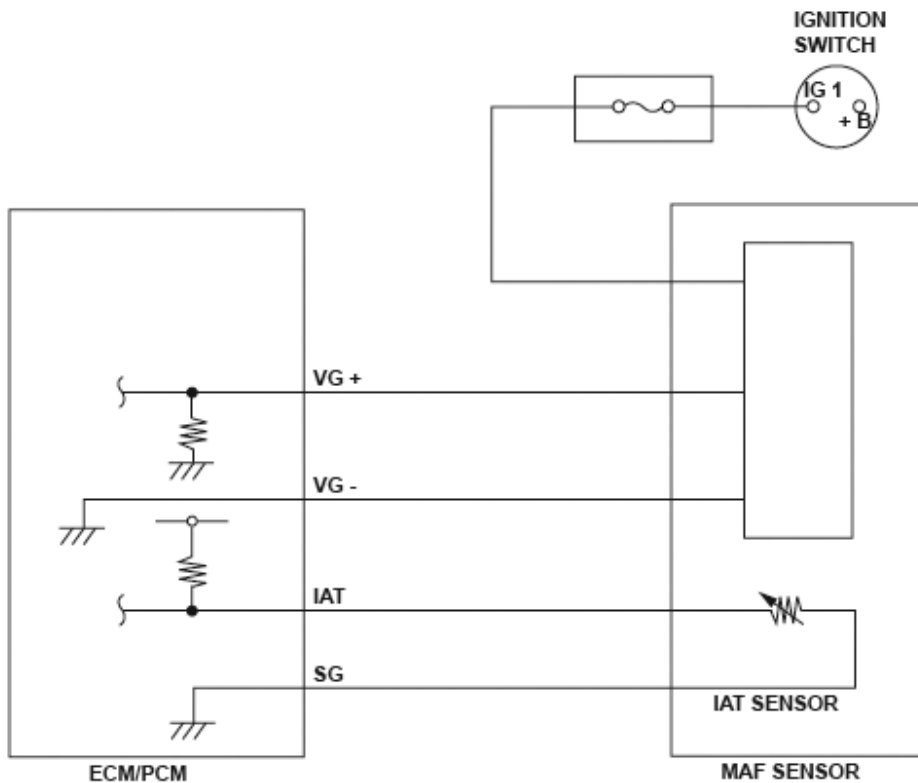 IGNITION
SWITCH
IG 1
+ B
VG +
VG -
IAT
SG
IAT SENSOR
ECM/PCM
MAF SENSOR